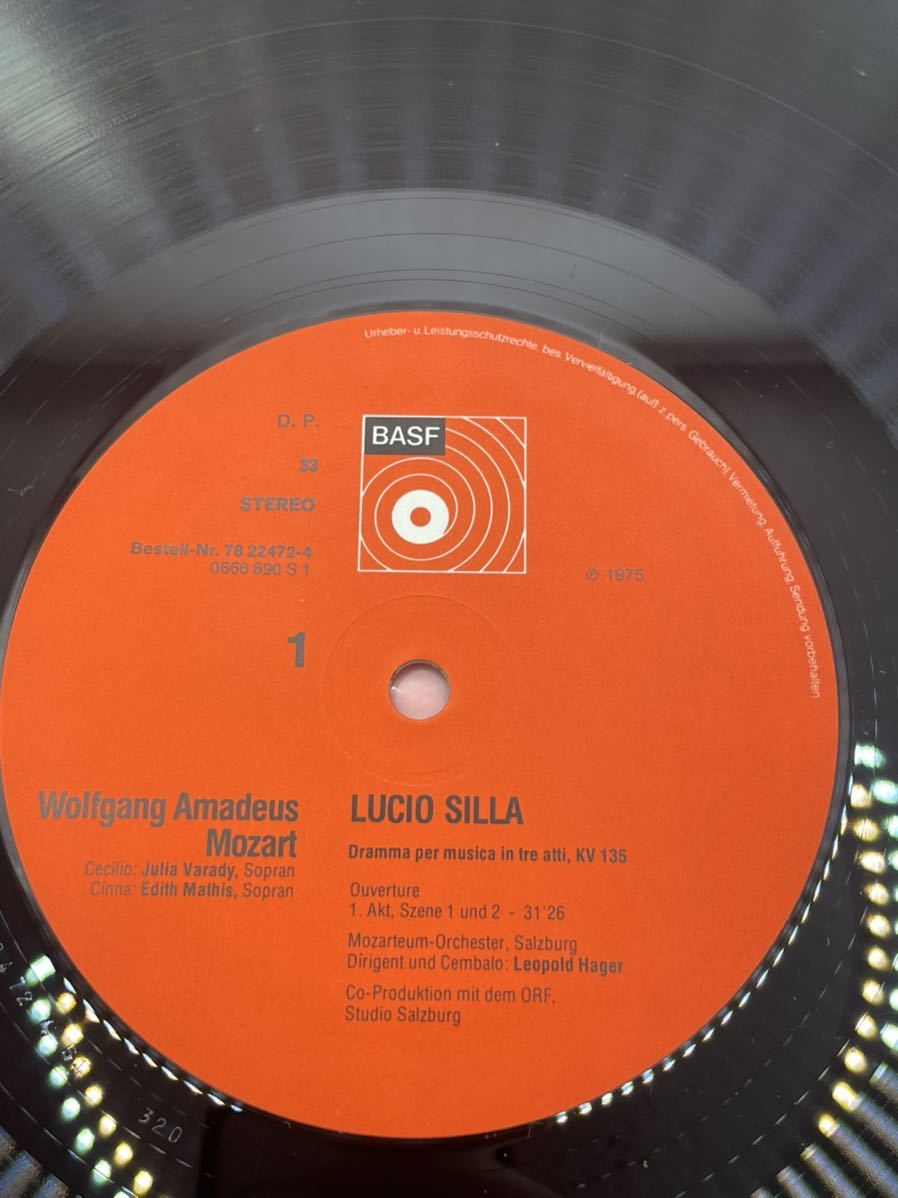 Urheber- u. Leistungsschutzrechte, bes. Vervielfältigung, (auß. z. pers. Gebrauch), Vermietung, Aufführung, Sendung vorbehalten
D. P.
BASF
33
STEREO
Bestell-Nr. 78 22472-4
0666 690 S 1
℗ 1975
1
Wolfgang Amadeus
Mozart
Cecilio: Julia Varady, Sopran
Cinna: Edith Mathis, Sopran
LUCIO SILLA
Dramma per musica in tre atti, KV 135
Ouverture
1. Akt, Szene 1 und 2 - 31'26
Mozarteum-Orchester, Salzburg
Dirigent und Cembalo: Leopold Hager
Co-Produktion mit dem ORF,
Studio Salzburg
320